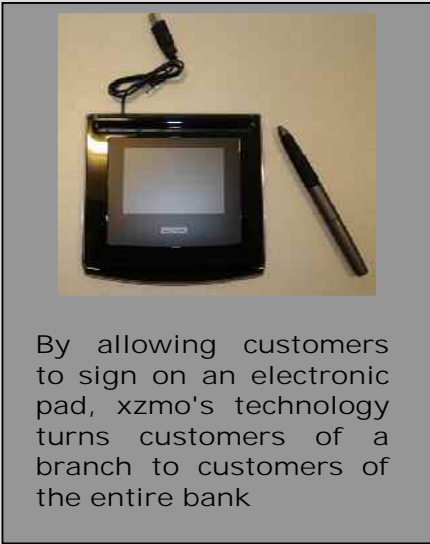 By allowing customers
to sign on an electronic
pad, xzmo's technology
turns customers of a
branch to customers of
the entire bank